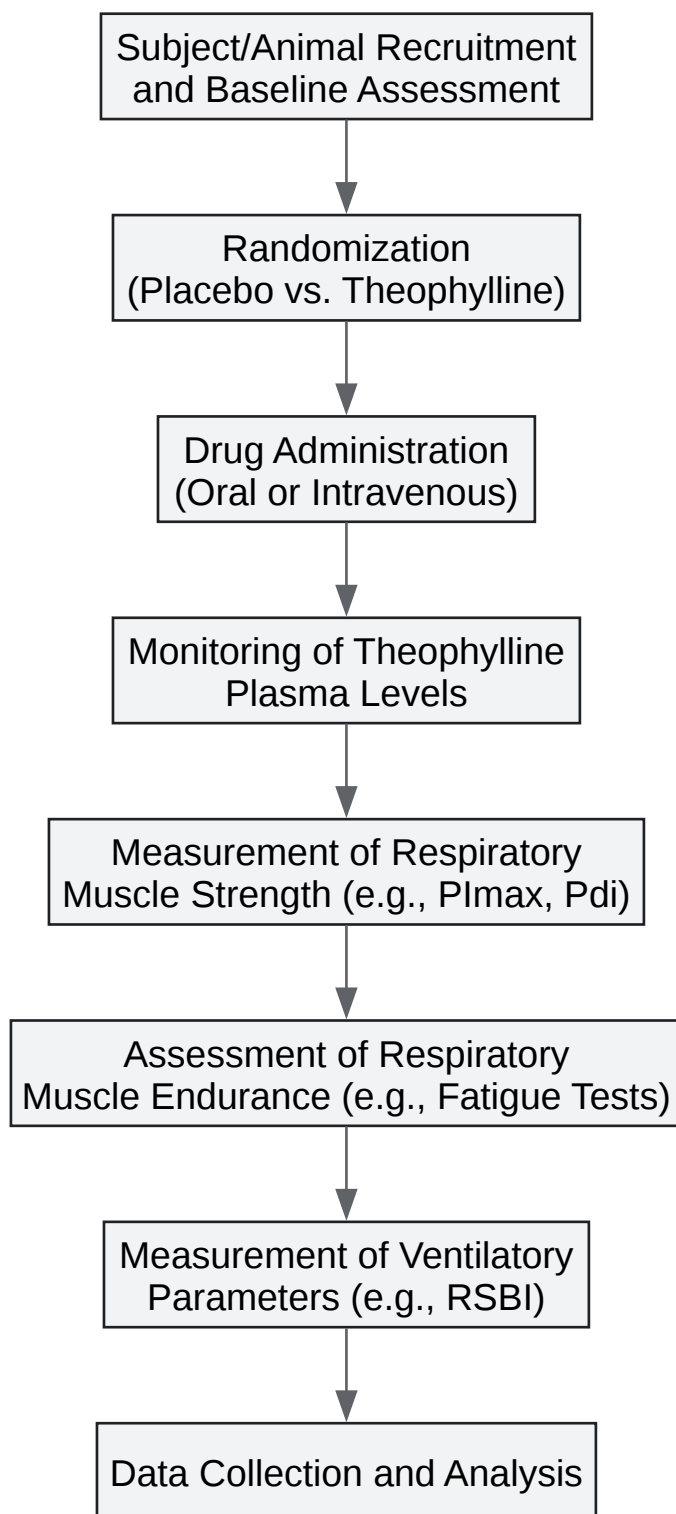 Subject/Animal Recruitment
and Baseline Assessment
Randomization
(Placebo vs. Theophylline)
Drug Administration
(Oral or Intravenous)
Monitoring of Theophylline
Plasma Levels
Measurement of Respiratory
Muscle Strength (e.g., PImax, Pdi)
Assessment of Respiratory
Muscle Endurance (e.g., Fatigue Tests)
Measurement of Ventilatory
Parameters (e.g., RSBI)
Data Collection and Analysis